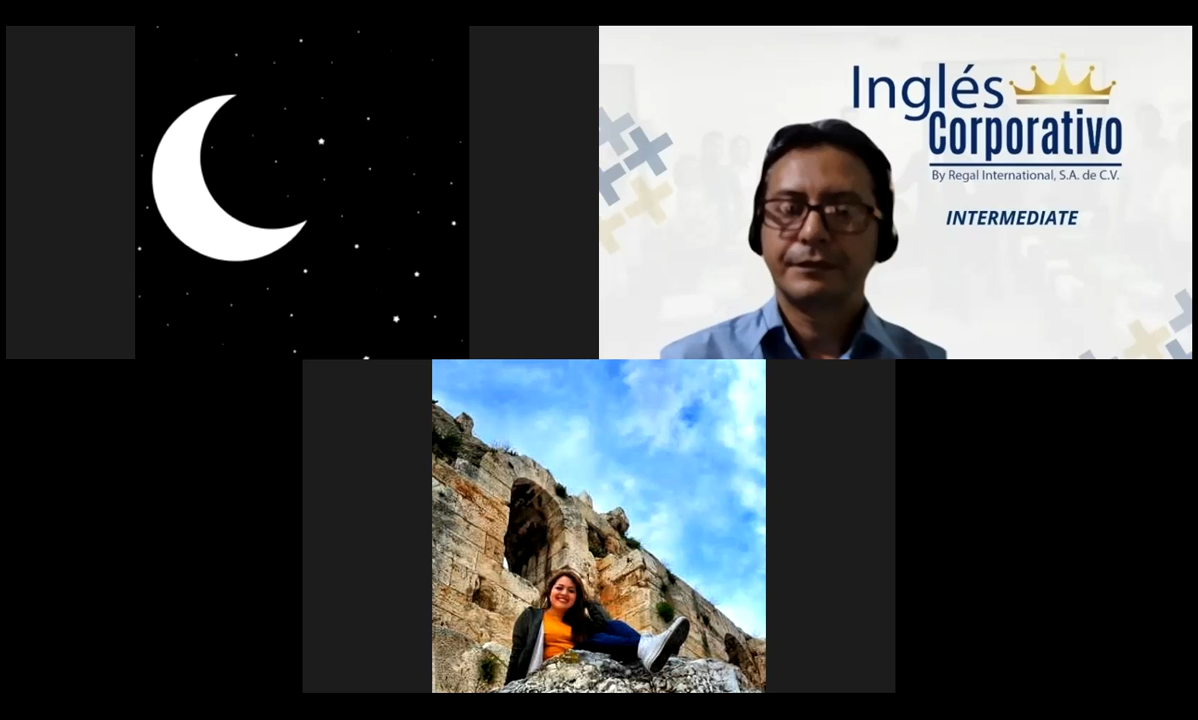 Inglés
Corporativo
By Regal International, S.A. de C.V.
INTERMEDIATE